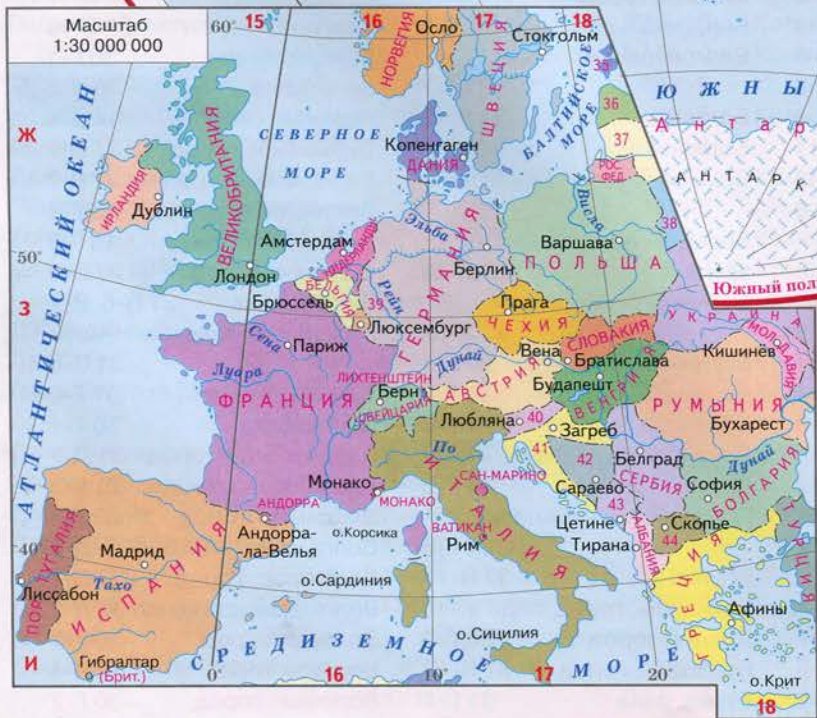 Масштаб
1:30 000 000
60°
15
16
17
18
НОРВЕГИЯ
Осло
ШВЕЦИЯ
Стокгольм
БАЛТИЙСКОЕ МОРЕ
35
36
37
РОС. ФЕД.
38
ЮЖНЫ
Антар
АНТАРК
Южный пол
Ж
АТЛАНТИЧЕСКИЙ ОКЕАН
СЕВЕРНОЕ
МОРЕ
Копенгаген
ДАНИЯ
ИРЛАНДИЯ
Дублин
ВЕЛИКОБРИТАНИЯ
Лондон
Амстердам
НИДЕРЛАНДЫ
Эльба
Берлин
ГЕРМАНИЯ
Висла
Варшава
ПОЛЬША
50°
З
Брюссель
БЕЛЬГИЯ
39
Рейн
Люксембург
Прага
ЧЕХИЯ
СЛОВАКИЯ
УКРАИНА
МОЛДАВИЯ
Кишинёв
Сена
Париж
Луара
ФРАНЦИЯ
ЛИХТЕНШТЕЙН
Дунай
Вена
Братислава
Будапешт
ВЕНГРИЯ
Берн
ШВЕЙЦАРИЯ
АВСТРИЯ
РУМЫНИЯ
Бухарест
Любляна
40
Загреб
41
По
ИТАЛИЯ
42
Белград
Дунай
Сараево
СЕРБИЯ
София
БОЛГАРИЯ
Монако
МОНАКО
САН-МАРИНО
43
АНДОРРА
Андорра-
ла-Велья
о.Корсика
ВАТИКАН
Рим
Цетине
Скопье
44
Тирана
АЛБАНИЯ
ТУРЦИЯ
40°
ПОРТУГАЛИЯ
Лиссабон
Мадрид
Тахо
ИСПАНИЯ
о.Сардиния
ГРЕЦИЯ
Афины
о.Сицилия
СРЕДИЗЕМНОЕ МОРЕ
И
Гибралтар
(Брит.)
0°
16
10°
17
20°
о.Крит
18